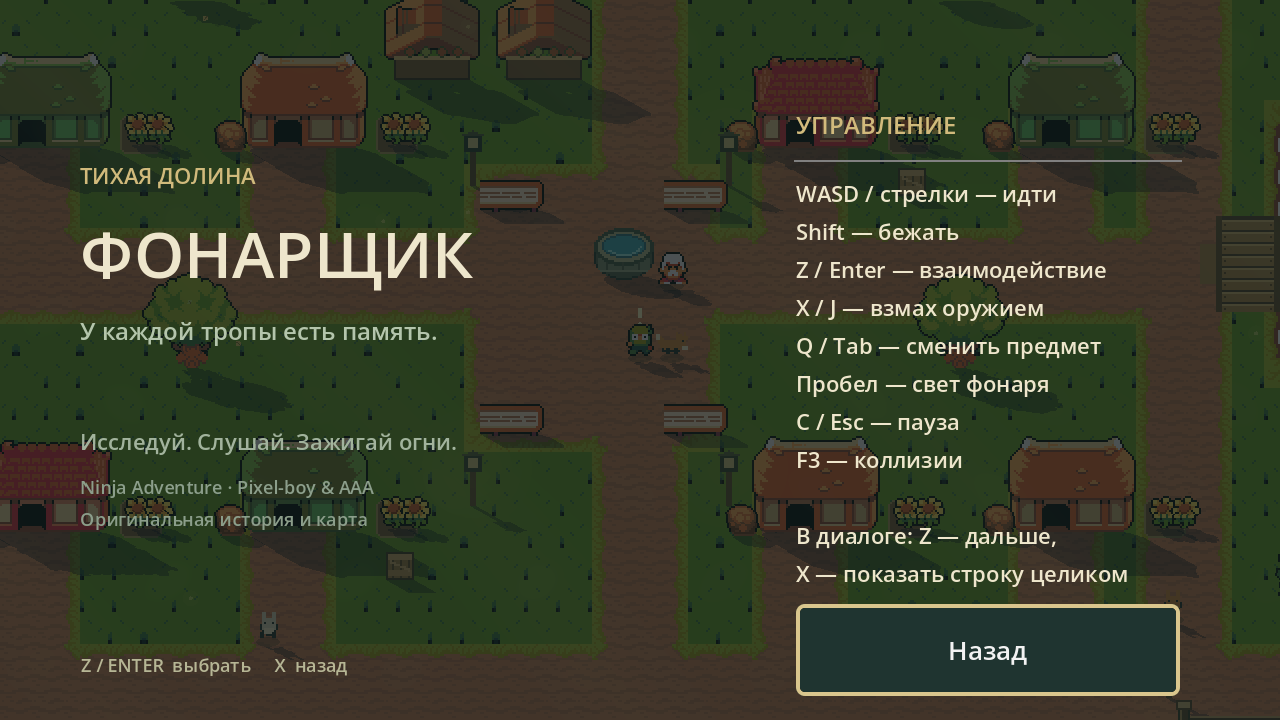 ТИХАЯ ДОЛИНА
ФОНАРЩИК
У каждой тропы есть память.
Исследуй. Слушай. Зажигай огни.
Ninja Adventure · Pixel-boy & AAA
Оригинальная история и карта
Z / ENTER выбрать X назад
УПРАВЛЕНИЕ
WASD / стрелки — идти
Shift — бежать
Z / Enter — взаимодействие
X / J — взмах оружием
Q / Tab — сменить предмет
Пробел — свет фонаря
C / Esc — пауза
F3 — коллизии
В диалоге: Z — дальше,
X — показать строку целиком
Назад